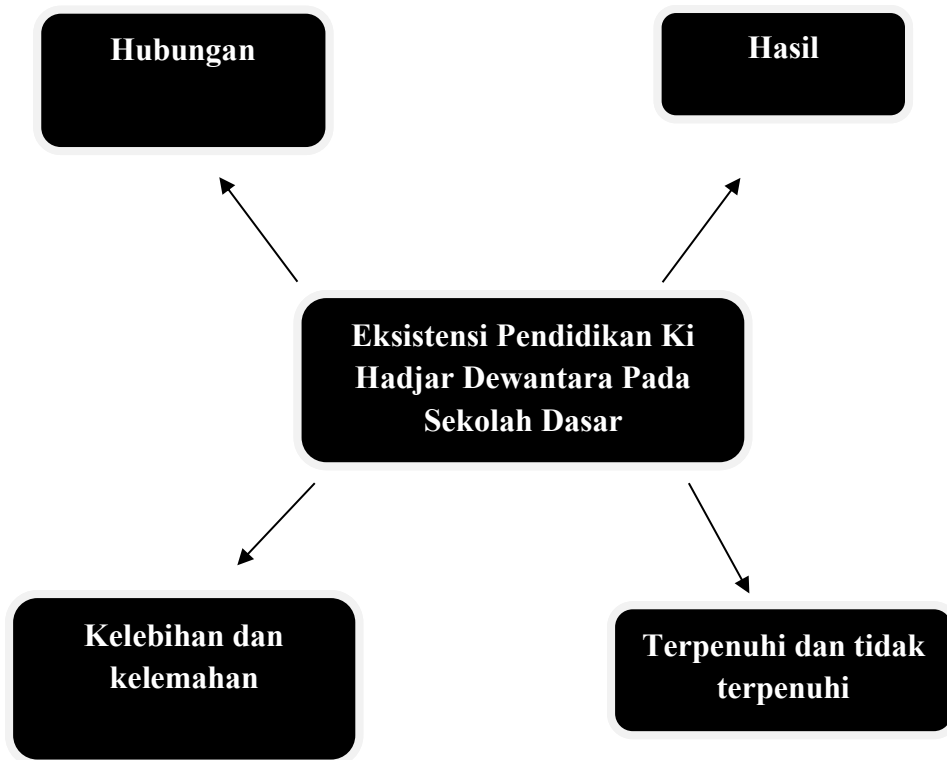 Hubungan
Hasil
Eksistensi Pendidikan Ki
Hadjar Dewantara Pada
Sekolah Dasar
Kelebihan dan
kelemahan
Terpenuhi dan tidak
terpenuhi